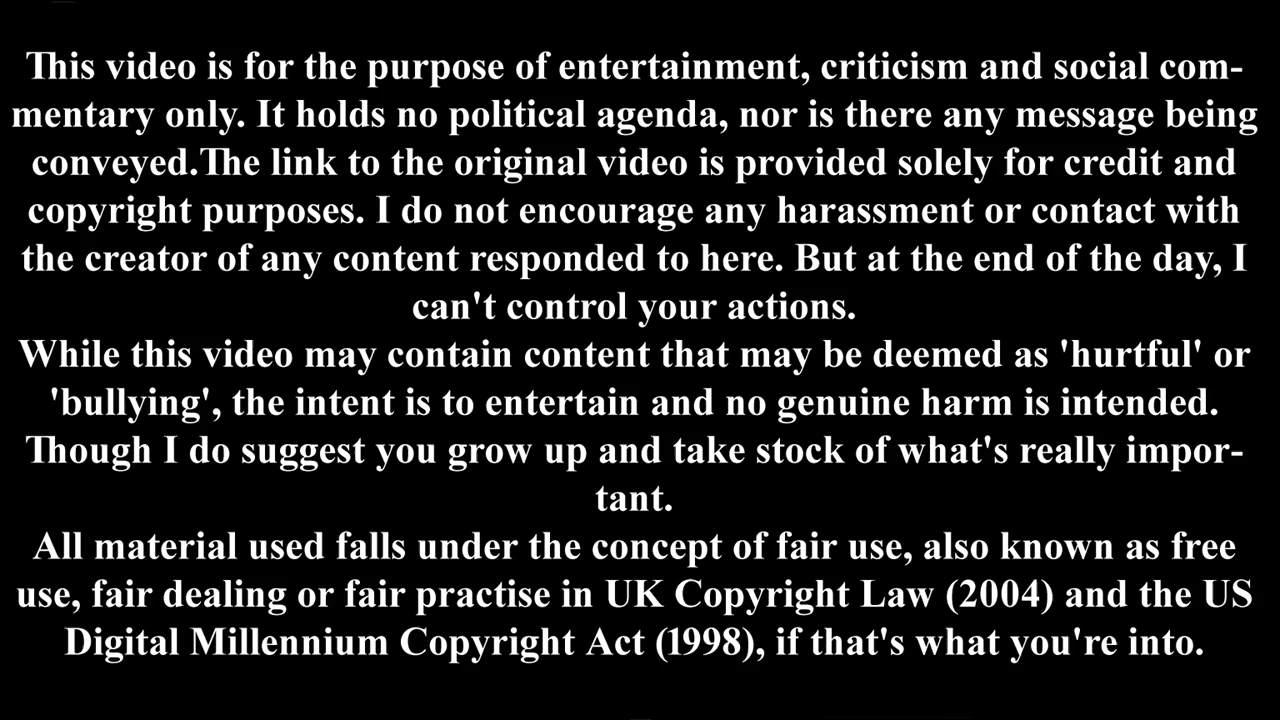 This video is for the purpose of entertainment, criticism and social com-
mentary only. It holds no political agenda, nor is there any message being
conveyed.The link to the original video is provided solely for credit and
copyright purposes. I do not encourage any harassment or contact with
the creator of any content responded to here. But at the end of the day, I
can't control your actions.
While this video may contain content that may be deemed as 'hurtful' or
'bullying', the intent is to entertain and no genuine harm is intended.
Though I do suggest you grow up and take stock of what's really impor-
tant.
All material used falls under the concept of fair use, also known as free
use, fair dealing or fair practise in UK Copyright Law (2004) and the US
Digital Millennium Copyright Act (1998), if that's what you're into.